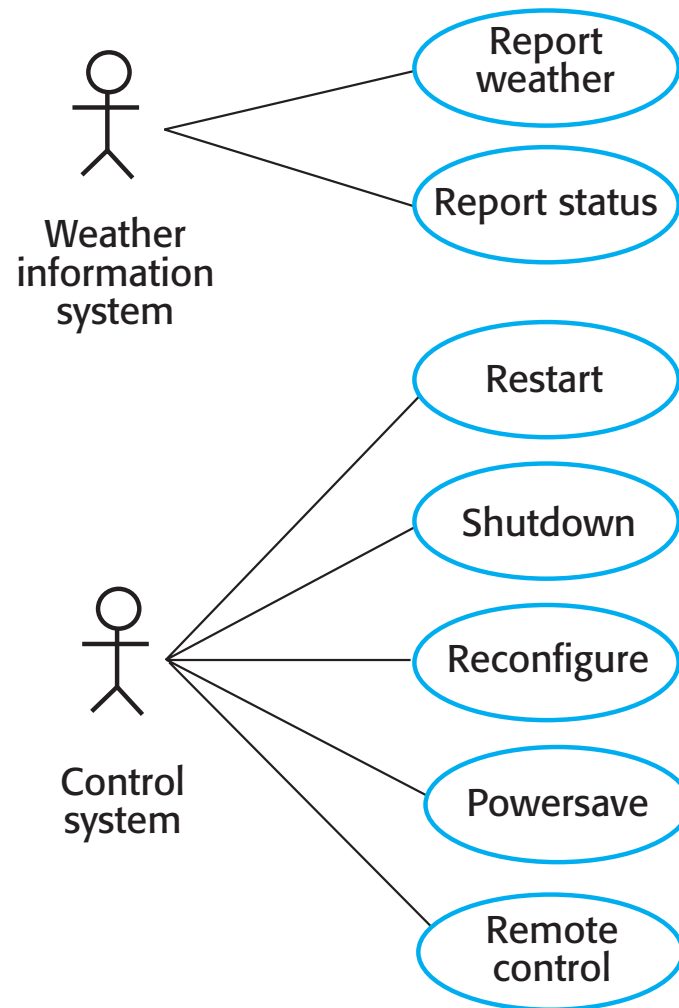 Report
weather
Report status
Weather
information
system
Restart
Shutdown
Reconfigure
Powersave
Control
system
Remote
control